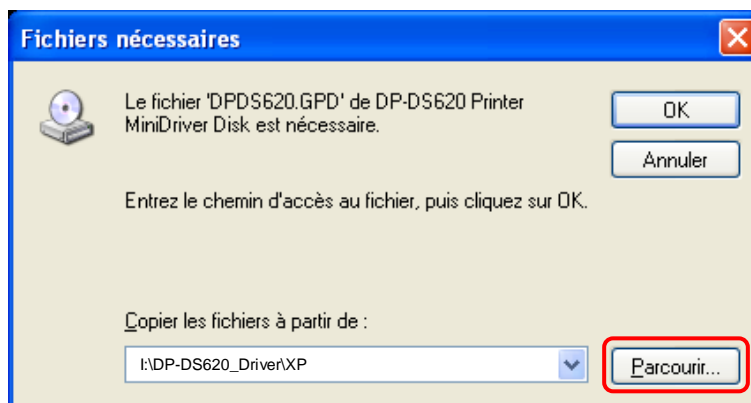 Fichiers nécessaires
Le fichier 'DPDS620.GPD' de DP-DS620 Printer
MiniDriver Disk est nécessaire.
OK
Annuler
Entrez le chemin d'accès au fichier, puis cliquez sur OK.
Copier les fichiers à partir de :
I:\DP-DS620_Driver\XP
Parcourir...